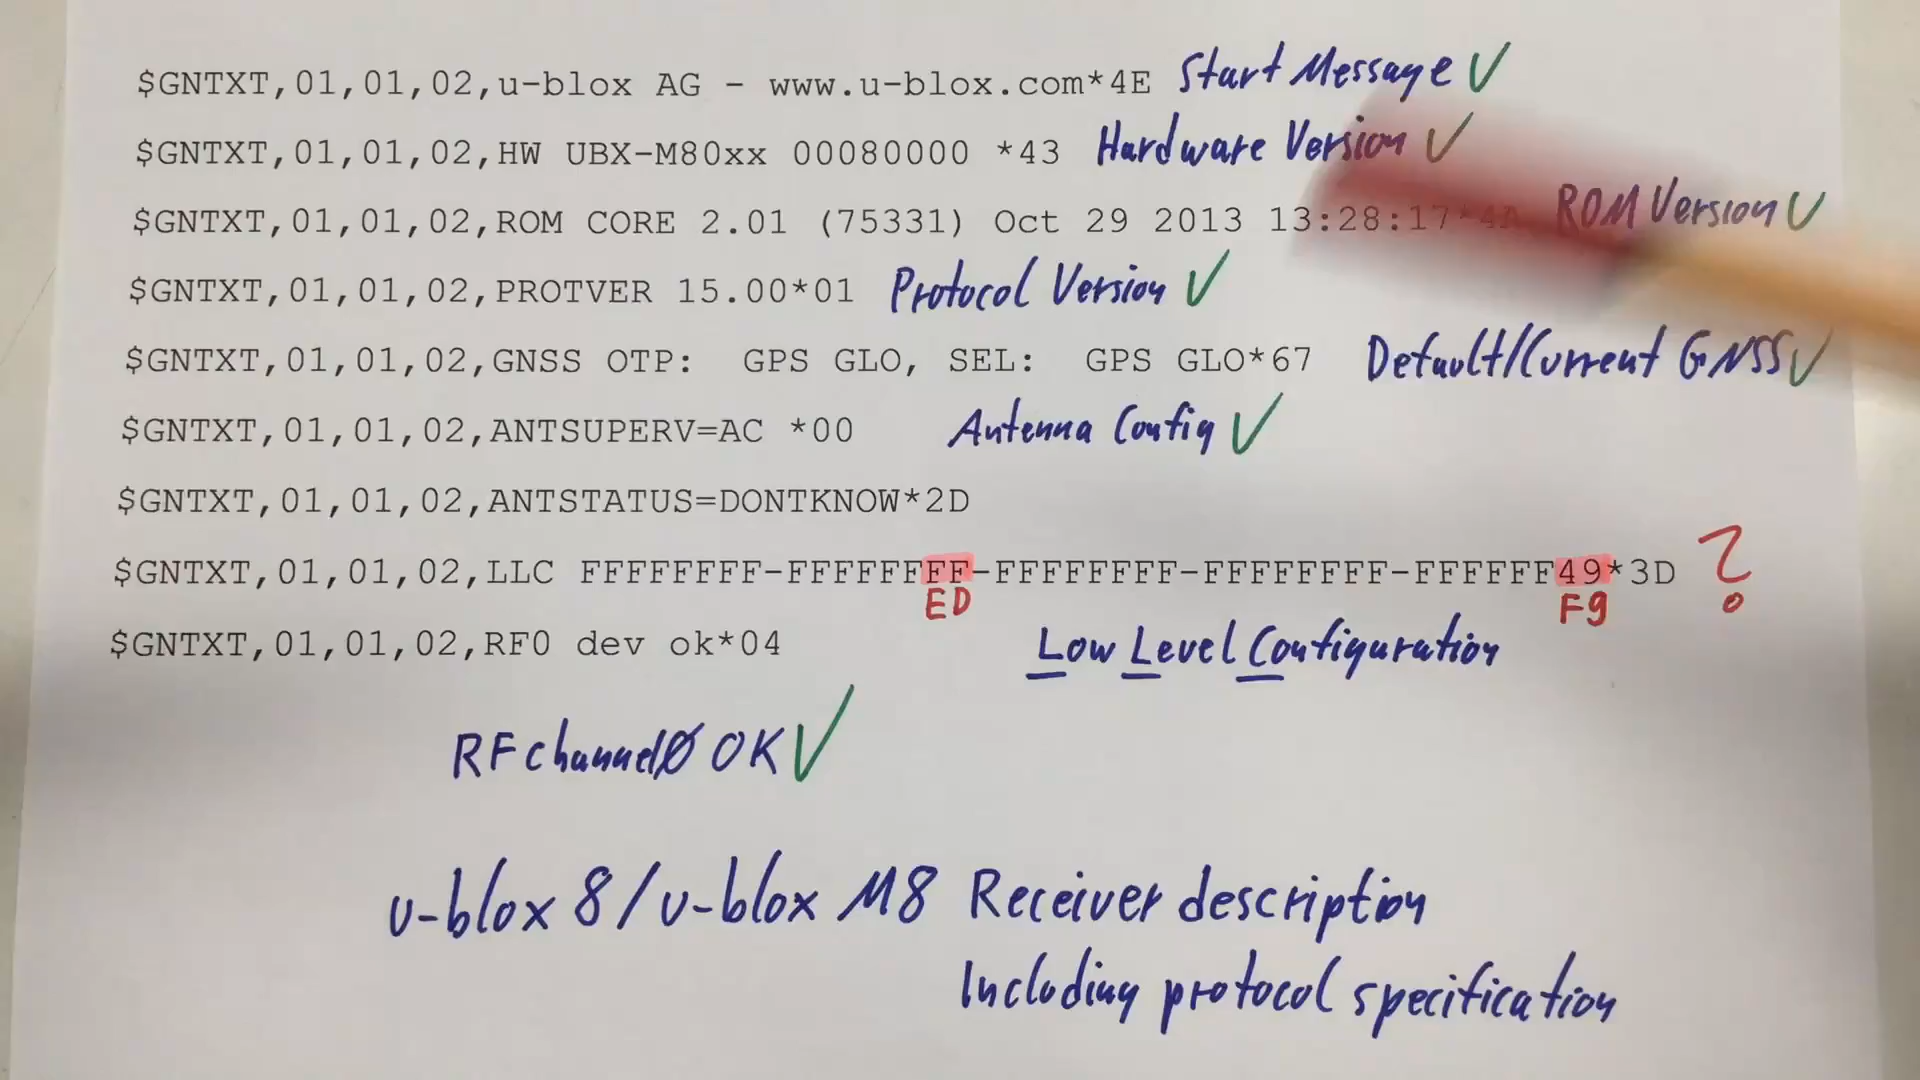 $GNTXT,01,01,02,u-blox AG - www.u-blox.com*4E Start Message ✓
$GNTXT,01,01,02,HW UBX-M80xx 00080000 *43 Hardware Version ✓
$GNTXT,01,01,02,ROM CORE 2.01 (75331) Oct 29 2013 13:28:17*4A ROM Version ✓
$GNTXT,01,01,02,PROTVER 15.00*01 Protocol Version ✓
$GNTXT,01,01,02,GNSS OTP:  GPS GLO, SEL:  GPS GLO*67 Default/Current GNSS ✓
$GNTXT,01,01,02,ANTSUPERV=AC *00 Antenna Config ✓
$GNTXT,01,01,02,ANTSTATUS=DONTKNOW*2D
$GNTXT,01,01,02,LLC FFFFFFFF-FFFFFFFF-FFFFFFFF-FFFFFFFF-FFFFFF49*3D ?
ED F9
$GNTXT,01,01,02,RF0 dev ok*04 Low Level Configuration
RF channel0 OK ✓
u-blox 8/u-blox M8 Receiver description
Including protocol specification